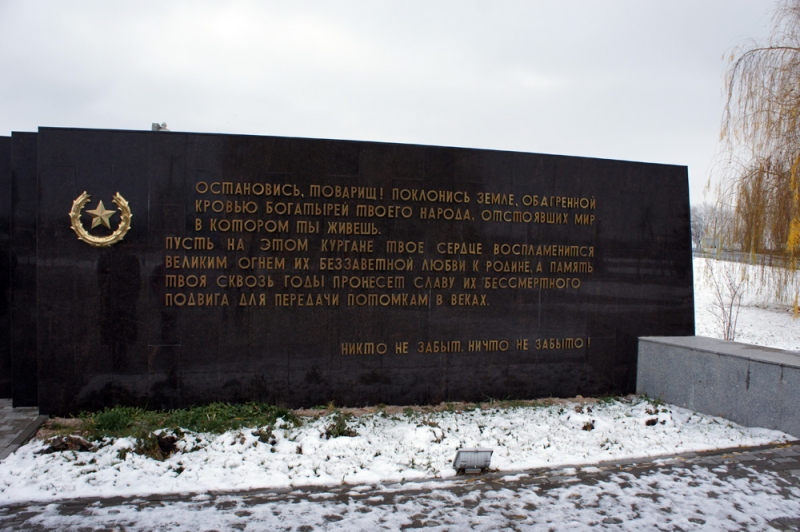 ОСТАНОВИСЬ, ТОВАРИЩ! ПОКЛОНИСЬ ЗЕМЛЕ, ОБАГРЕННОЙ
КРОВЬЮ БОГАТЫРЕЙ ТВОЕГО НАРОДА, ОТСТОЯВШИХ МИР
В КОТОРОМ ТЫ ЖИВЕШЬ.
ПУСТЬ НА ЭТОМ КУРГАНЕ ТВОЕ СЕРДЦЕ ВОСПЛАМЕНИТСЯ
ВЕЛИКИМ ОГНЕМ ИХ БЕЗЗАВЕТНОЙ ЛЮБВИ К РОДИНЕ, А ПАМЯТЬ
ТВОЯ СКВОЗЬ ГОДЫ ПРОНЕСЕТ СЛАВУ ИХ БЕССМЕРТНОГО
ПОДВИГА ДЛЯ ПЕРЕДАЧИ ПОТОМКАМ В ВЕКАХ.
НИКТО НЕ ЗАБЫТ, НИЧТО НЕ ЗАБЫТО!